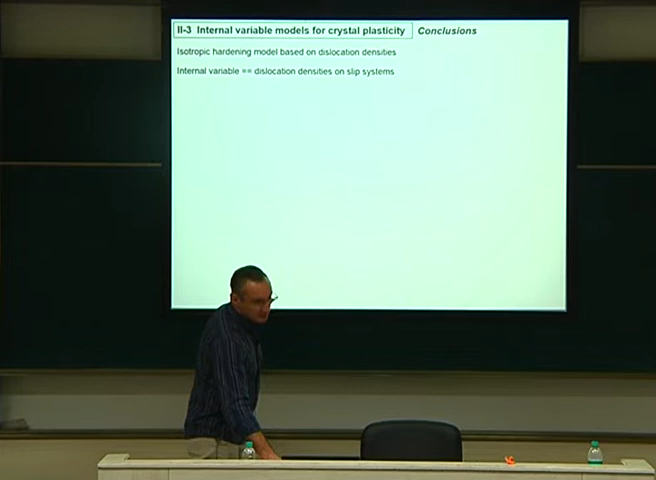 II-3 Internal variable models for crystal plasticity Conclusions
Isotropic hardening model based on dislocation densities
Internal variable == dislocation densities on slip systems